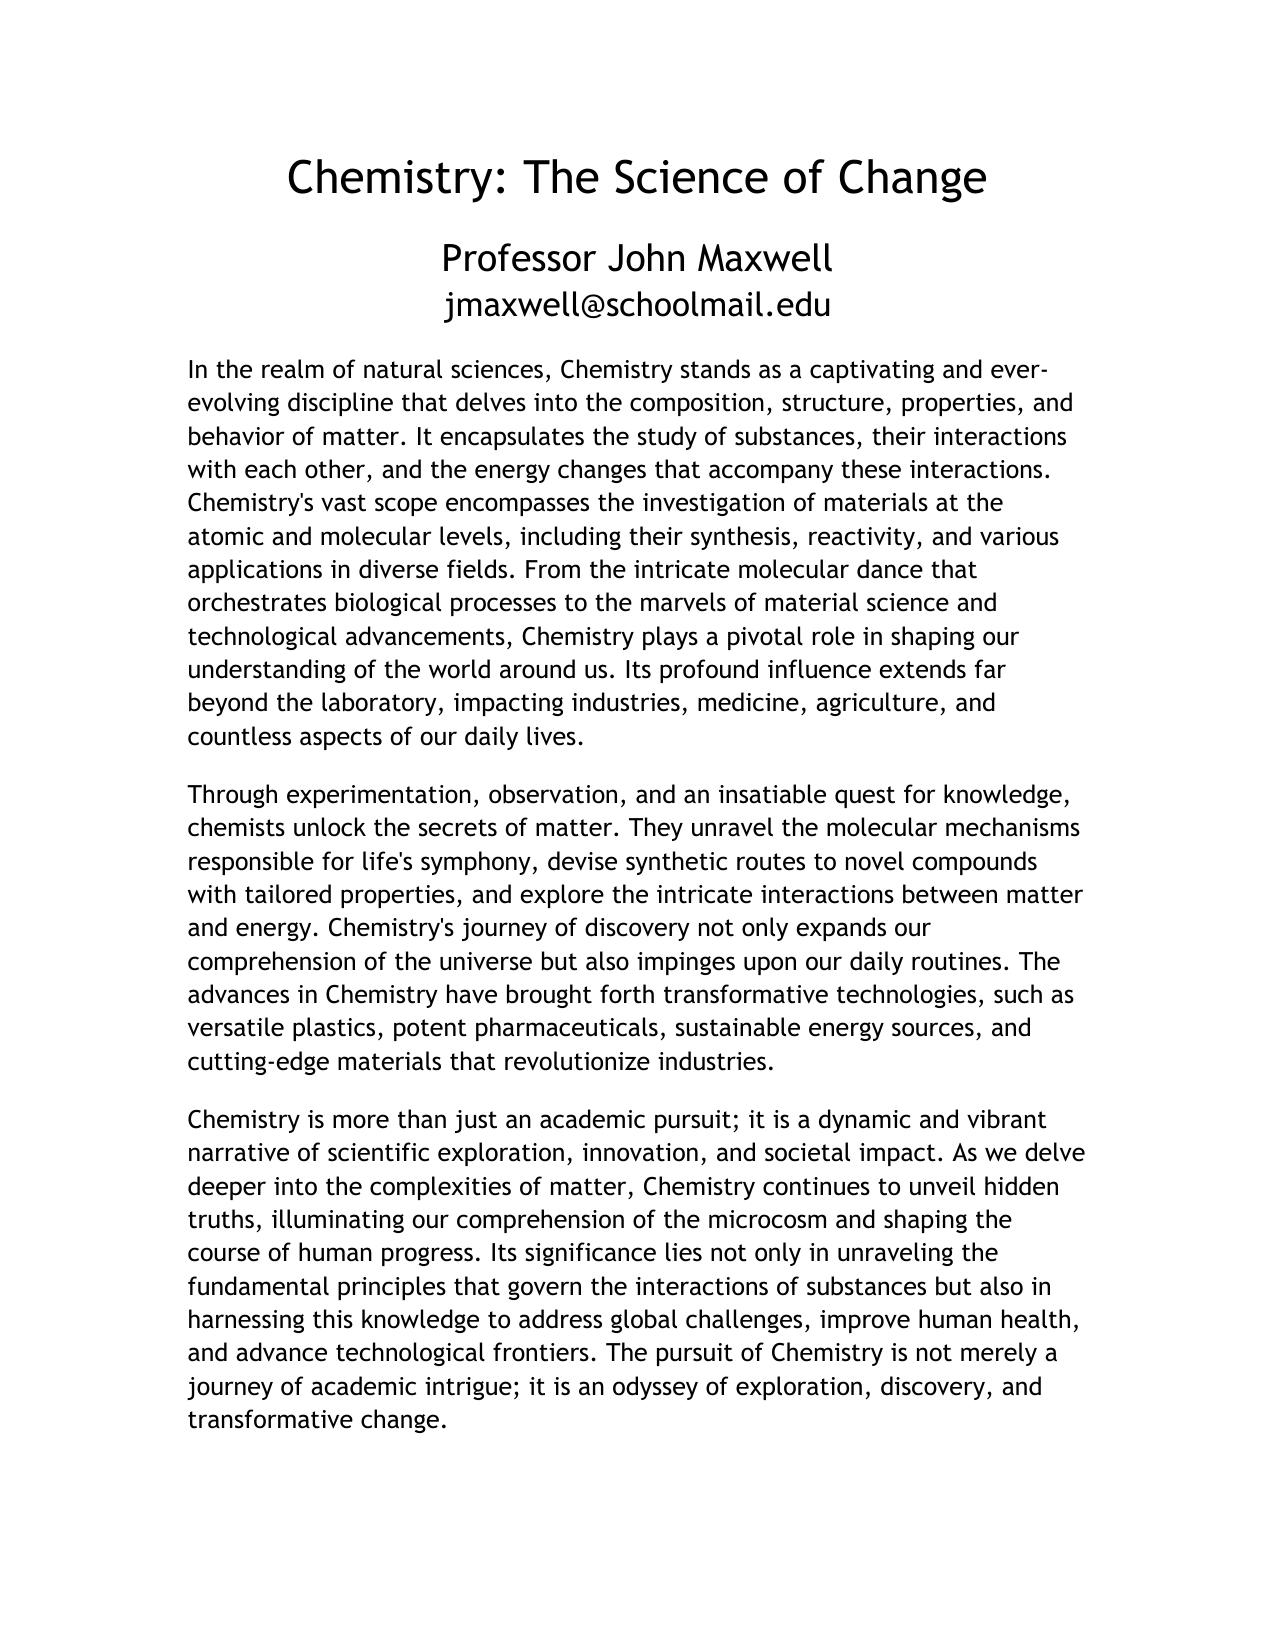 Chemistry: The Science of Change
Professor John Maxwell
jmaxwell@schoolmail.edu
In the realm of natural sciences, Chemistry stands as a captivating and ever-
evolving discipline that delves into the composition, structure, properties, and
behavior of matter. It encapsulates the study of substances, their interactions
with each other, and the energy changes that accompany these interactions.
Chemistry's vast scope encompasses the investigation of materials at the
atomic and molecular levels, including their synthesis, reactivity, and various
applications in diverse fields. From the intricate molecular dance that
orchestrates biological processes to the marvels of material science and
technological advancements, Chemistry plays a pivotal role in shaping our
understanding of the world around us. Its profound influence extends far
beyond the laboratory, impacting industries, medicine, agriculture, and
countless aspects of our daily lives.
Through experimentation, observation, and an insatiable quest for knowledge,
chemists unlock the secrets of matter. They unravel the molecular mechanisms
responsible for life's symphony, devise synthetic routes to novel compounds
with tailored properties, and explore the intricate interactions between matter
and energy. Chemistry's journey of discovery not only expands our
comprehension of the universe but also impinges upon our daily routines. The
advances in Chemistry have brought forth transformative technologies, such as
versatile plastics, potent pharmaceuticals, sustainable energy sources, and
cutting-edge materials that revolutionize industries.
Chemistry is more than just an academic pursuit; it is a dynamic and vibrant
narrative of scientific exploration, innovation, and societal impact. As we delve
deeper into the complexities of matter, Chemistry continues to unveil hidden
truths, illuminating our comprehension of the microcosm and shaping the
course of human progress. Its significance lies not only in unraveling the
fundamental principles that govern the interactions of substances but also in
harnessing this knowledge to address global challenges, improve human health,
and advance technological frontiers. The pursuit of Chemistry is not merely a
journey of academic intrigue; it is an odyssey of exploration, discovery, and
transformative change.